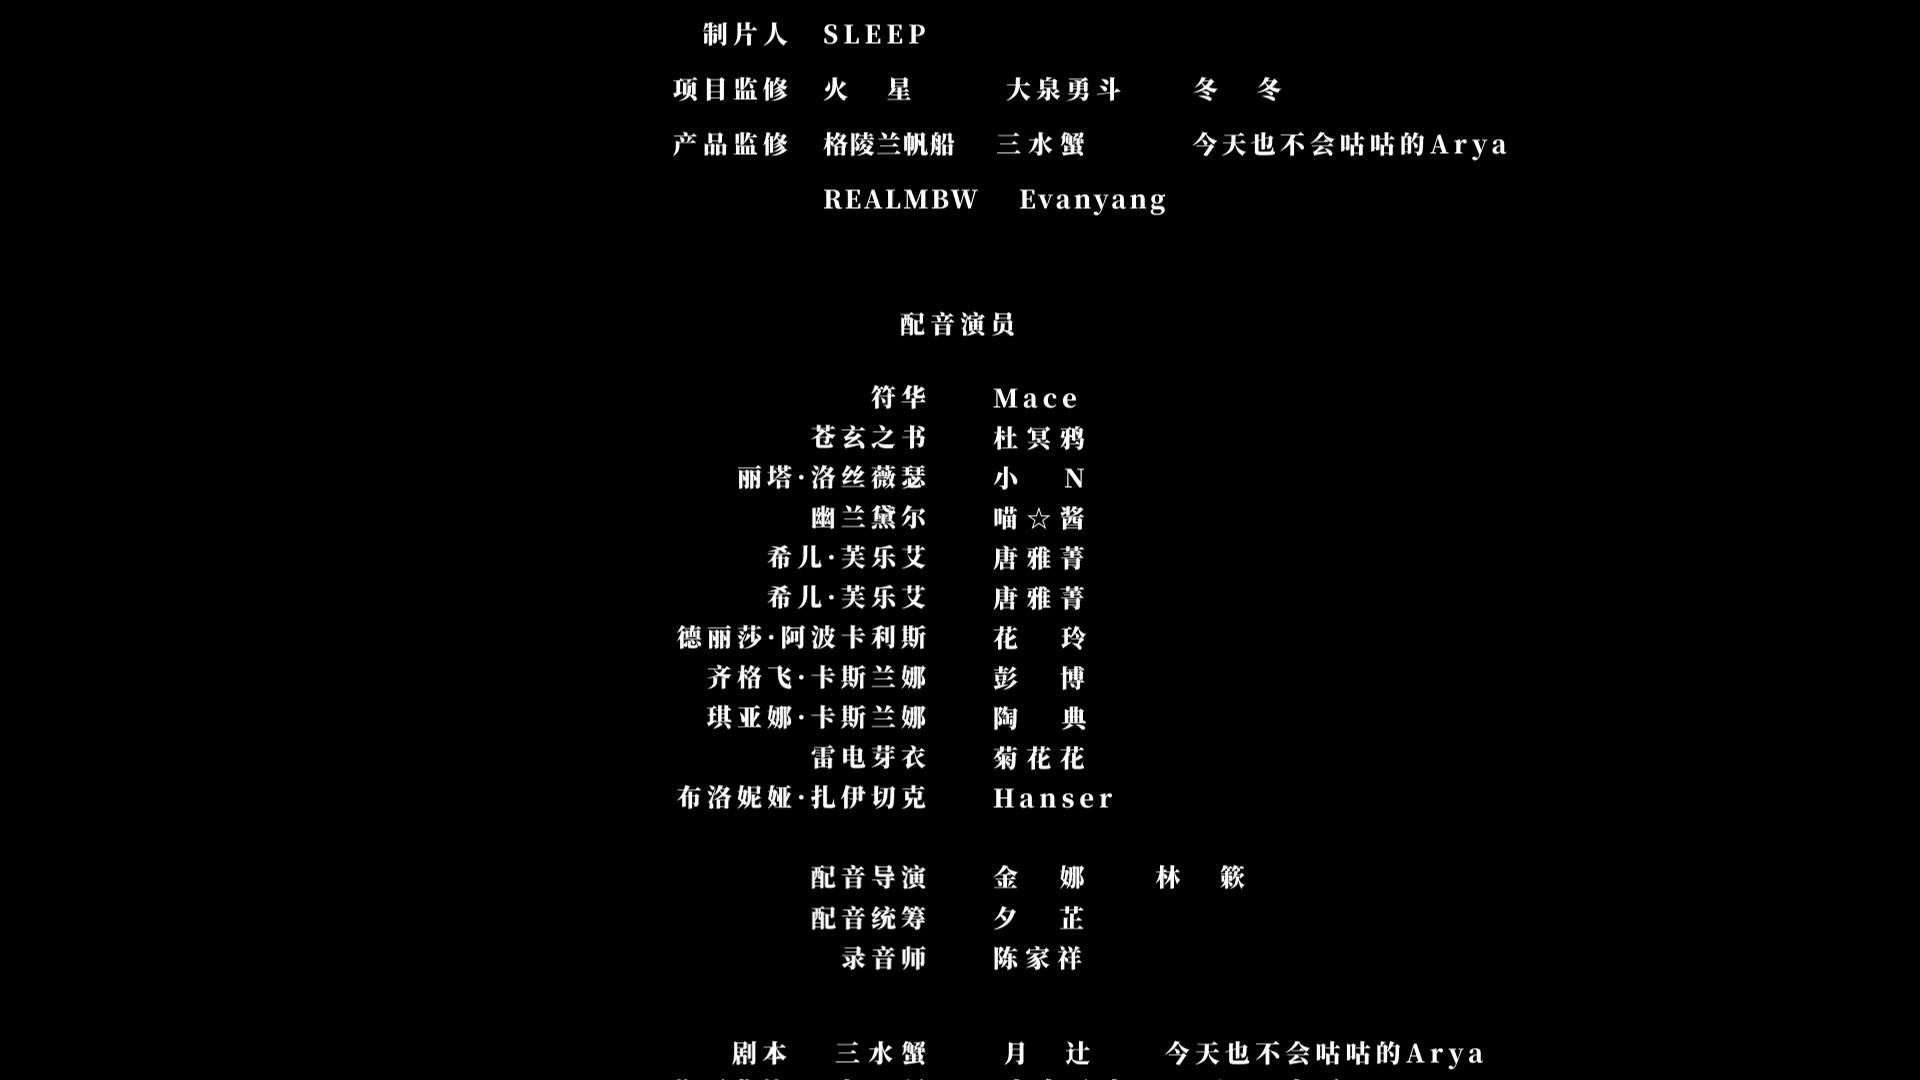 制片人 SLEEP
项目监修 火 星 大泉勇斗 冬 冬
产品监修 格陵兰帆船 三水蟹 今天也不会咕咕的Arya
REALMBW Evanyang
配音演员
符华 Mace
苍玄之书 杜冥鸦
丽塔·洛丝薇瑟 小 N
幽兰黛尔 喵☆酱
希儿·芙乐艾 唐雅菁
希儿·芙乐艾 唐雅菁
德丽莎·阿波卡利斯 花 玲
齐格飞·卡斯兰娜 彭 博
琪亚娜·卡斯兰娜 陶 典
雷电芽衣 菊花花
布洛妮娅·扎伊切克 Hanser
配音导演 金 娜 林 簌
配音统筹 夕 芷
录音师 陈家祥
剧本 三水蟹 月 辻 今天也不会咕咕的Arya